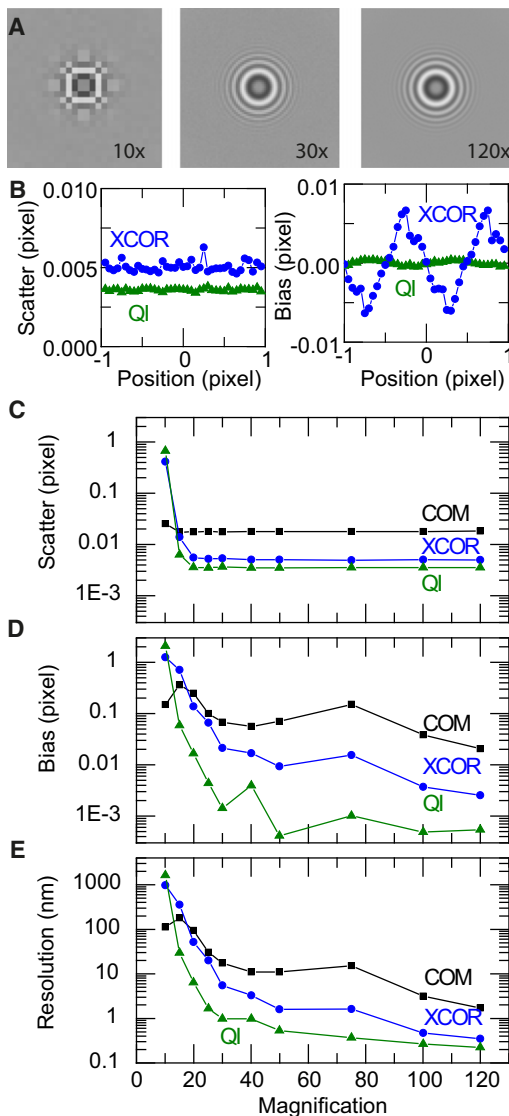 A
10x
30x
120x
B
0.010
0.005
0.000
Scatter (pixel)
XCOR
QI
-1
0
1
Position (pixel)
0.01
0.00
-0.01
Bias (pixel)
XCOR
QI
-1
0
1
Position (pixel)
C
1
0.1
0.01
1E-3
Scatter (pixel)
COM
XCOR
QI
D
1
0.1
0.01
1E-3
Bias (pixel)
COM
XCOR
QI
E
1000
100
10
1
0.1
Resolution (nm)
COM
XCOR
QI
0
20
40
60
80
100
120
Magnification